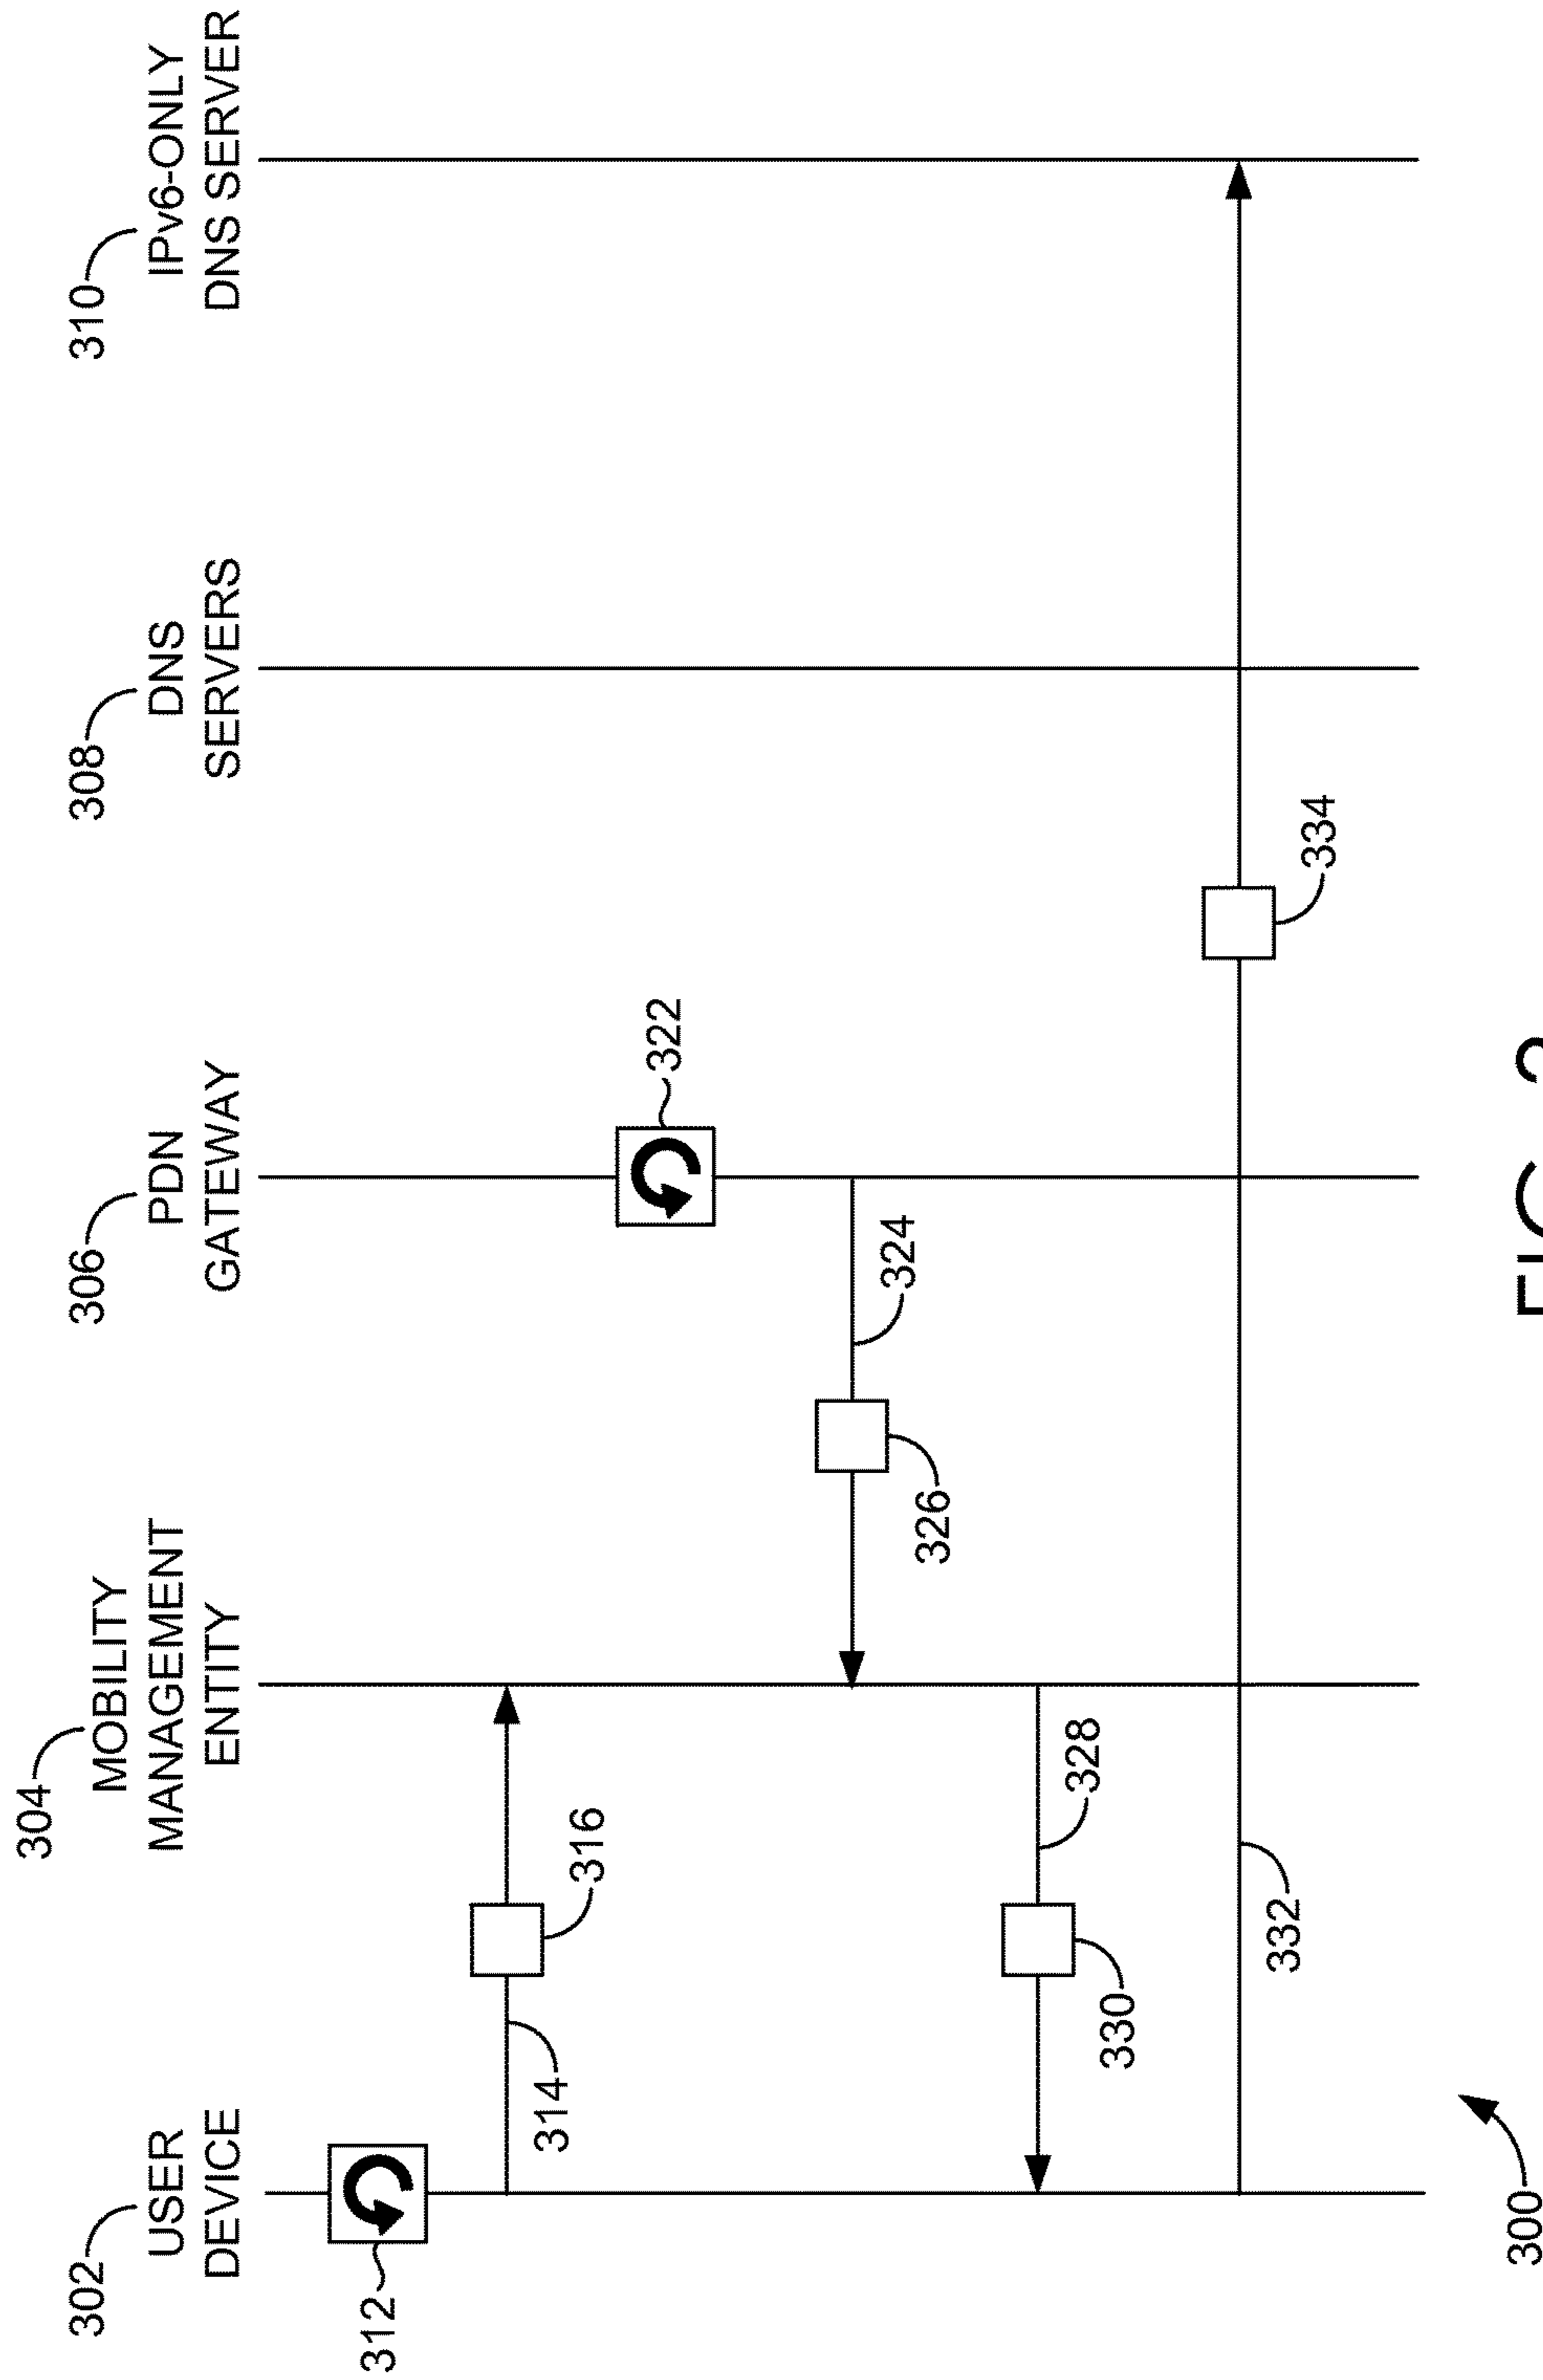 304
302
306
308
310
MOBILITY
USER
MANAGEMENT
PDN
DNS
IPv6-ONLY
DEVICE
ENTITY
GATEWAY
SERVERS
DNS SERVER
312
314
316
322
324
326
328
330
332
334
300